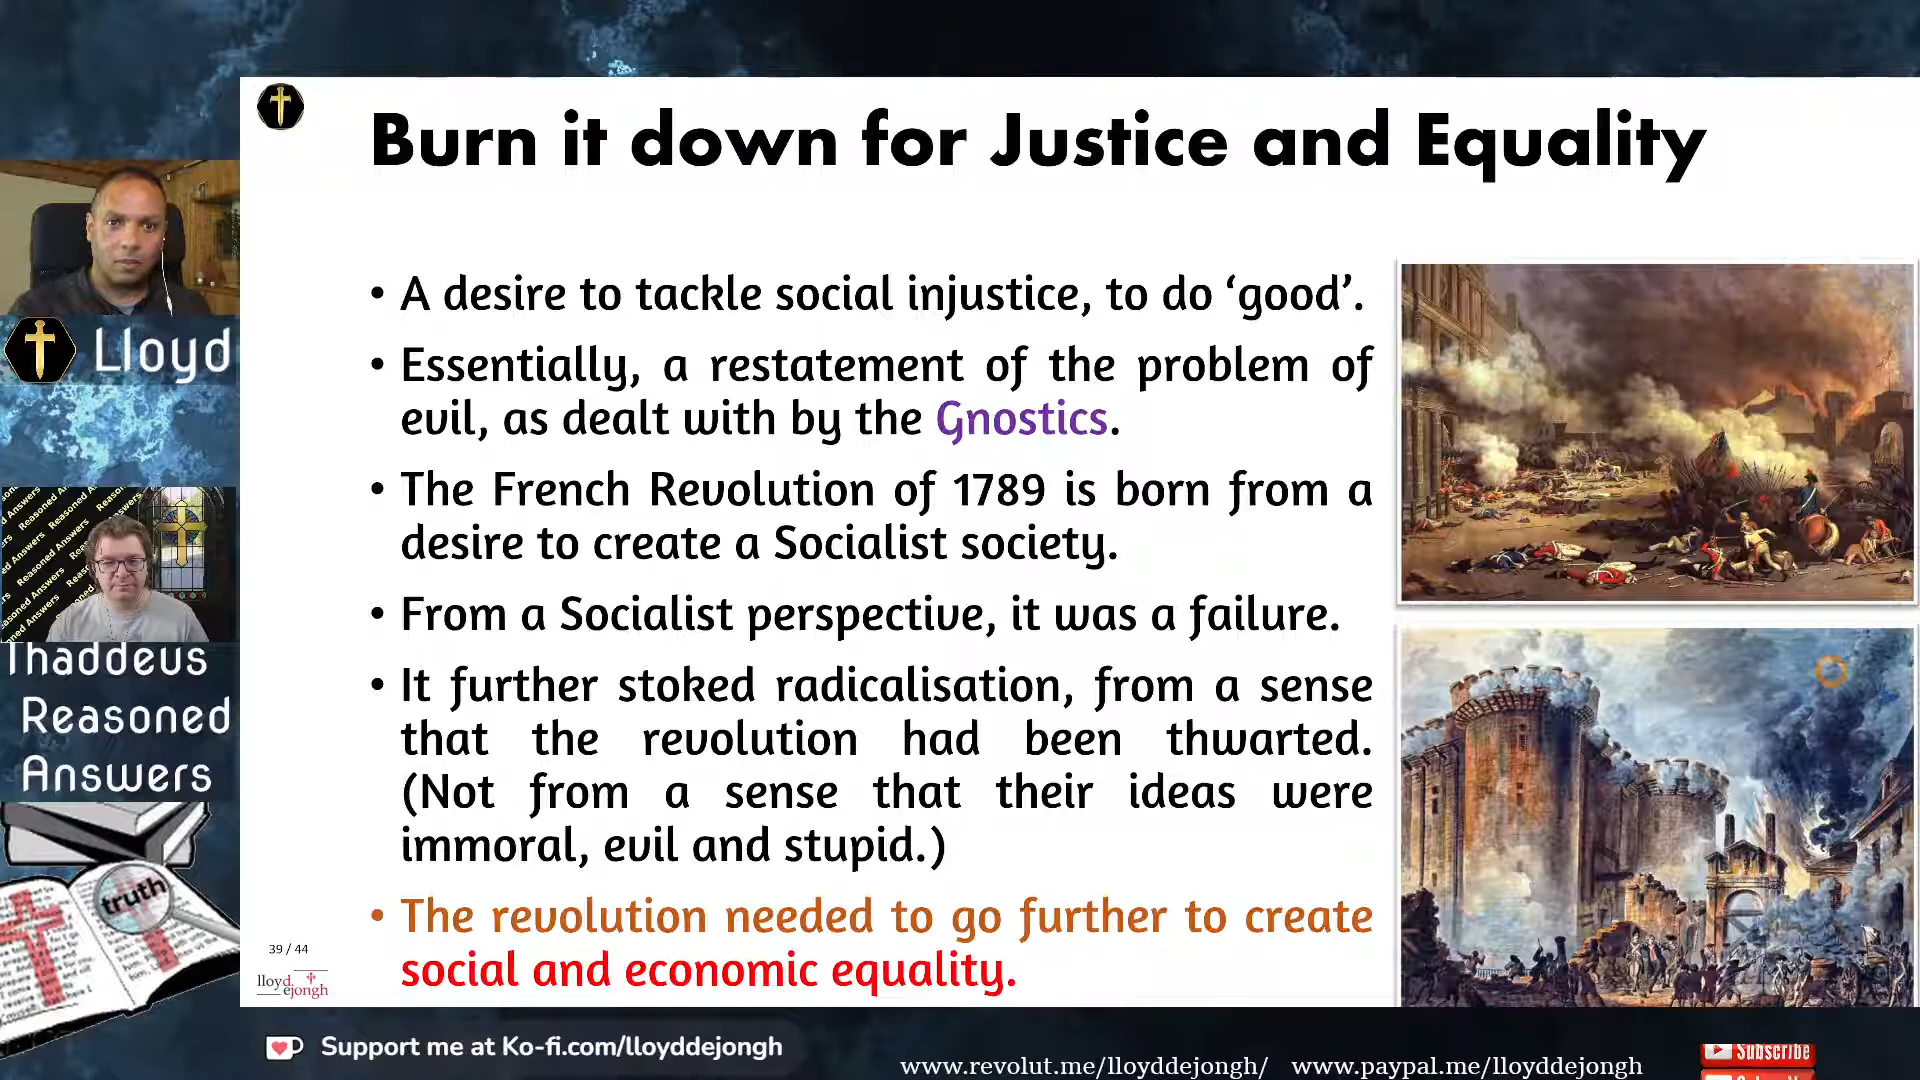 Burn it down for Justice and Equality
• A desire to tackle social injustice, to do ‘good’.
• Essentially, a restatement of the problem of
evil, as dealt with by the Gnostics.
• The French Revolution of 1789 is born from a
desire to create a Socialist society.
• From a Socialist perspective, it was a failure.
• It further stoked radicalisation, from a sense
that the revolution had been thwarted.
(Not from a sense that their ideas were
immoral, evil and stupid.)
• The revolution needed to go further to create
social and economic equality.
39 / 44
lloyd
ejongh
Lloyd
Reasoned Answers
Thaddeus
Reasoned
Answers
truth
Support me at Ko-fi.com/lloyddejongh
www.revolut.me/lloyddejongh/ www.paypal.me/lloyddejongh
Subscribe